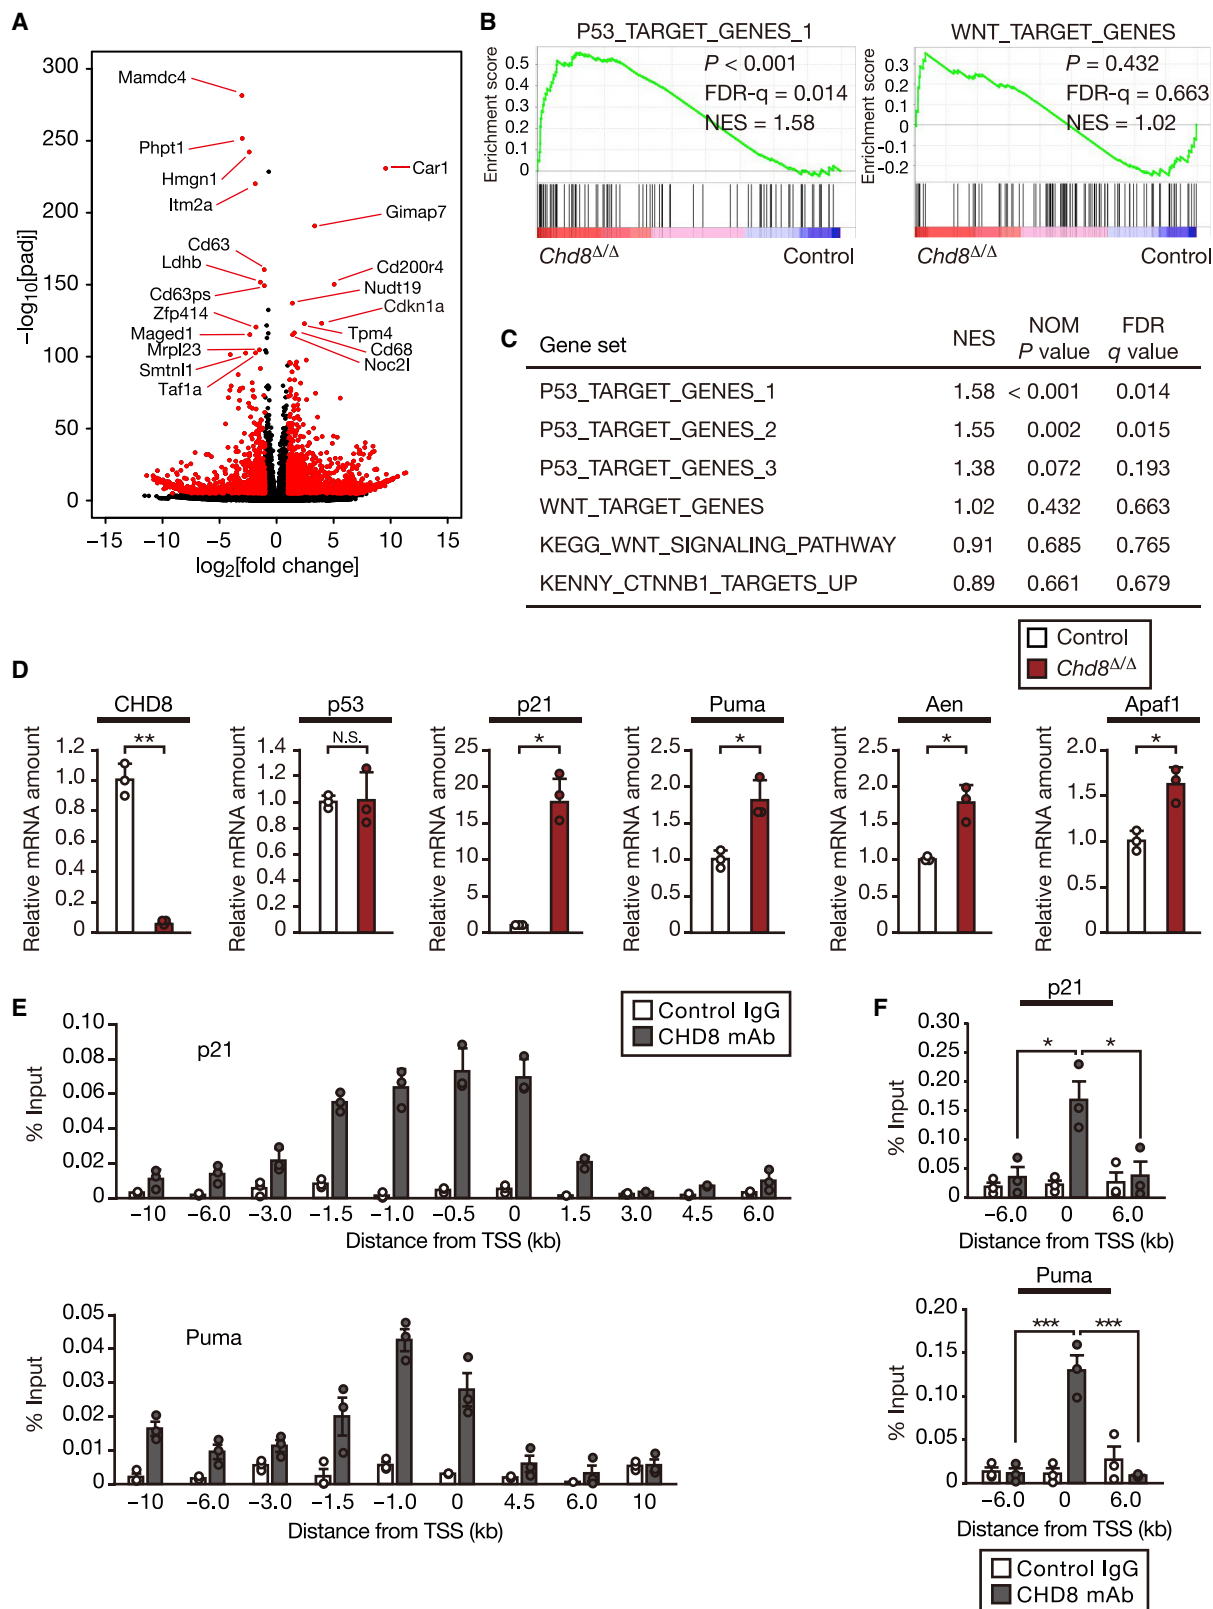 A
300
250
200
150
100
50
0
−log10[padj]
−15
−10
−5
0
5
10
15
log2[fold change]
Mamdc4
Phpt1
Hmgn1
Itm2a
Cd63
Ldhb
Cd63ps
Zfp414
Maged1
Mrpl23
Smtnl1
Taf1a
Car1
Gimap7
Cd200r4
Nudt19
Cdkn1a
Tpm4
Cd68
Noc2l
B
P53_TARGET_GENES_1
Enrichment score
0.5
0.4
0.3
0.2
0.1
0
P < 0.001
FDR-q = 0.014
NES = 1.58
Chd8Δ/Δ
Control
WNT_TARGET_GENES
Enrichment score
0.3
0.2
0.1
0
-0.1
-0.2
P = 0.432
FDR-q = 0.663
NES = 1.02
Chd8Δ/Δ
Control
C
Gene set NES NOM P value FDR q value
P53_TARGET_GENES_1 1.58 < 0.001 0.014
P53_TARGET_GENES_2 1.55 0.002 0.015
P53_TARGET_GENES_3 1.38 0.072 0.193
WNT_TARGET_GENES 1.02 0.432 0.663
KEGG_WNT_SIGNALING_PATHWAY 0.91 0.685 0.765
KENNY_CTNNB1_TARGETS_UP 0.89 0.661 0.679
Control
Chd8Δ/Δ
D
CHD8
Relative mRNA amount
1.2
1.0
0.8
0.6
0.4
0.2
0
**
p53
Relative mRNA amount
1.4
1.2
1.0
0.8
0.6
0.4
0.2
0
N.S.
p21
Relative mRNA amount
25
20
15
10
5
0
*
Puma
Relative mRNA amount
2.5
2.0
1.5
1.0
0.5
0
*
Aen
Relative mRNA amount
2.5
2.0
1.5
1.0
0.5
0
*
Apaf1
Relative mRNA amount
2.0
1.5
1.0
0.5
0
*
E
Control IgG
CHD8 mAb
p21
% Input
0.10
0.08
0.06
0.04
0.02
0
−10 −6.0 −3.0 −1.5 −1.0 −0.5 0 1.5 3.0 4.5 6.0
Distance from TSS (kb)
Puma
% Input
0.05
0.04
0.03
0.02
0.01
0
−10 −6.0 −3.0 −1.5 −1.0 0 4.5 6.0 10
Distance from TSS (kb)
F
p21
% Input
0.30
0.25
0.20
0.15
0.10
0.05
0
* *
−6.0 0 6.0
Distance from TSS (kb)
Puma
% Input
0.20
0.15
0.10
0.05
0
*** ***
−6.0 0 6.0
Distance from TSS (kb)
Control IgG
CHD8 mAb